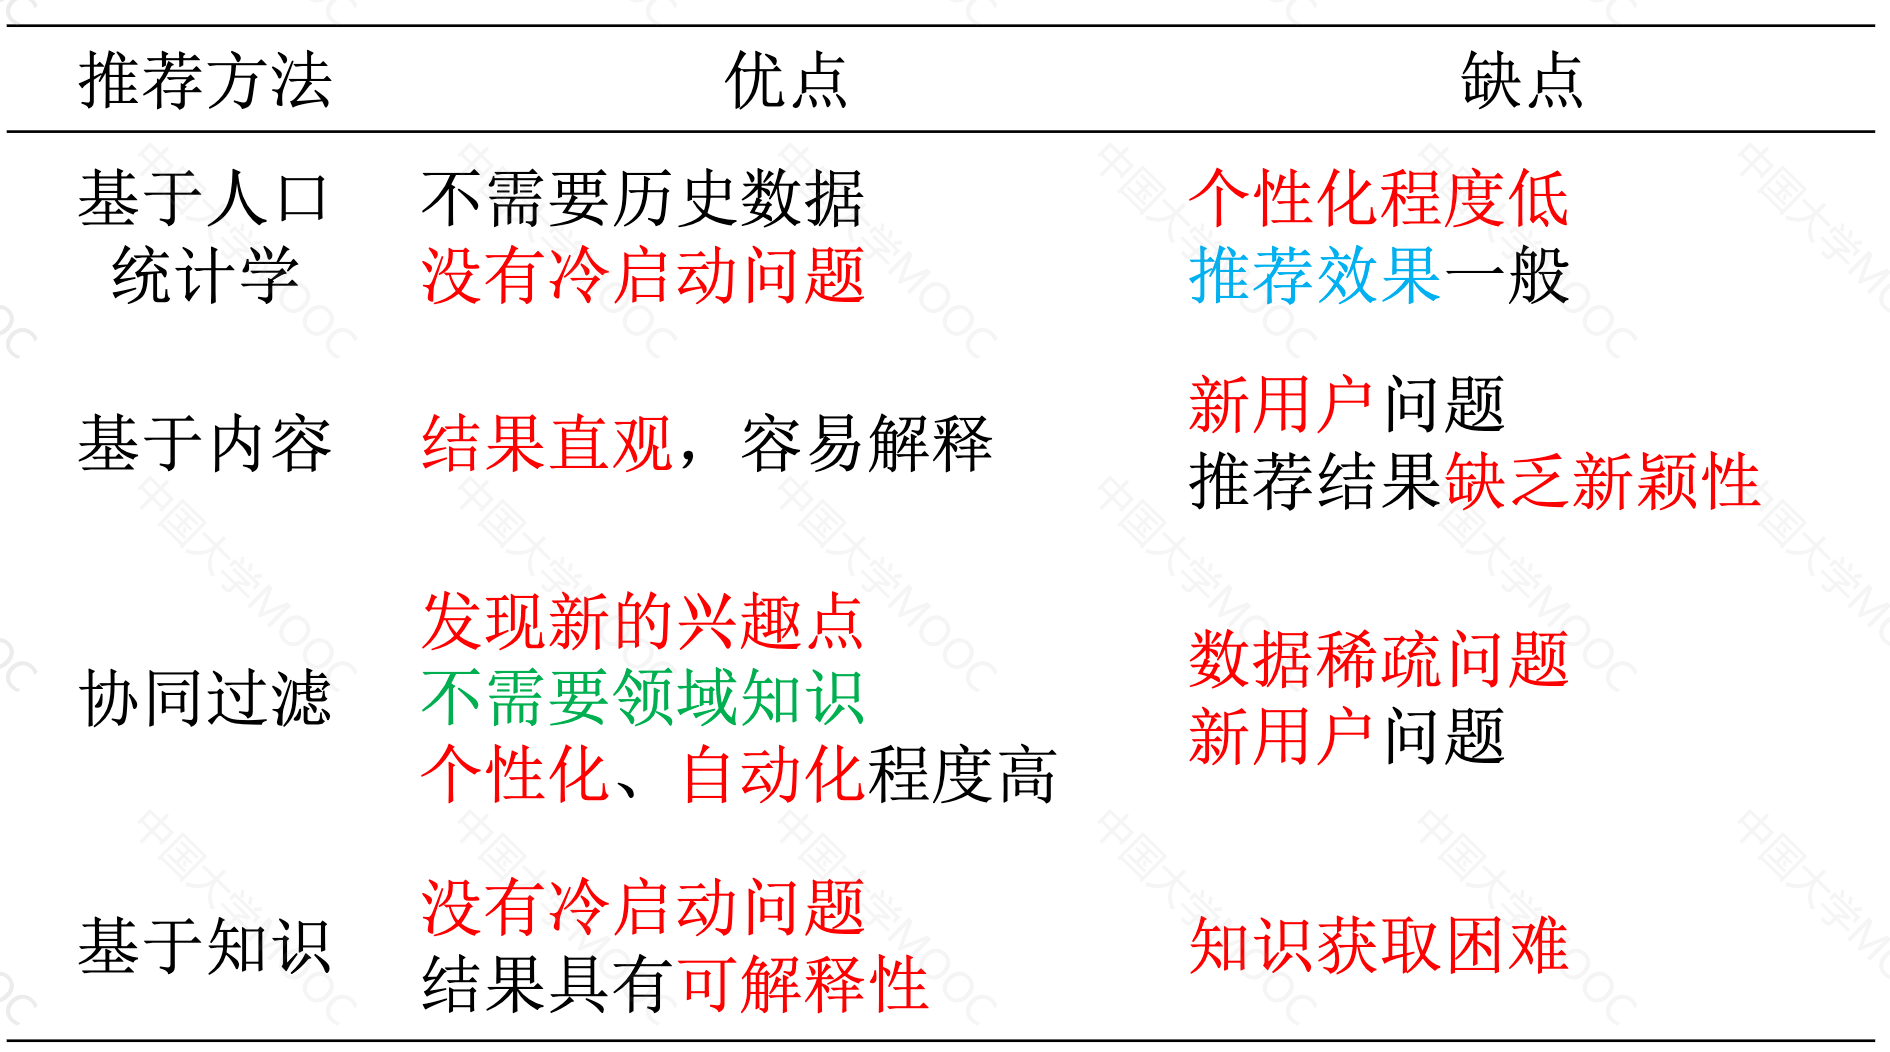 推荐方法 优点 缺点
基于人口 不需要历史数据 个性化程度低
统计学 没有冷启动问题 推荐效果一般
新用户问题
基于内容 结果直观，容易解释
推荐结果缺乏新颖性
发现新的兴趣点
数据稀疏问题
协同过滤 不需要领域知识
新用户问题
个性化、自动化程度高
没有冷启动问题
基于知识 知识获取困难
结果具有可解释性
中国大学MOOC